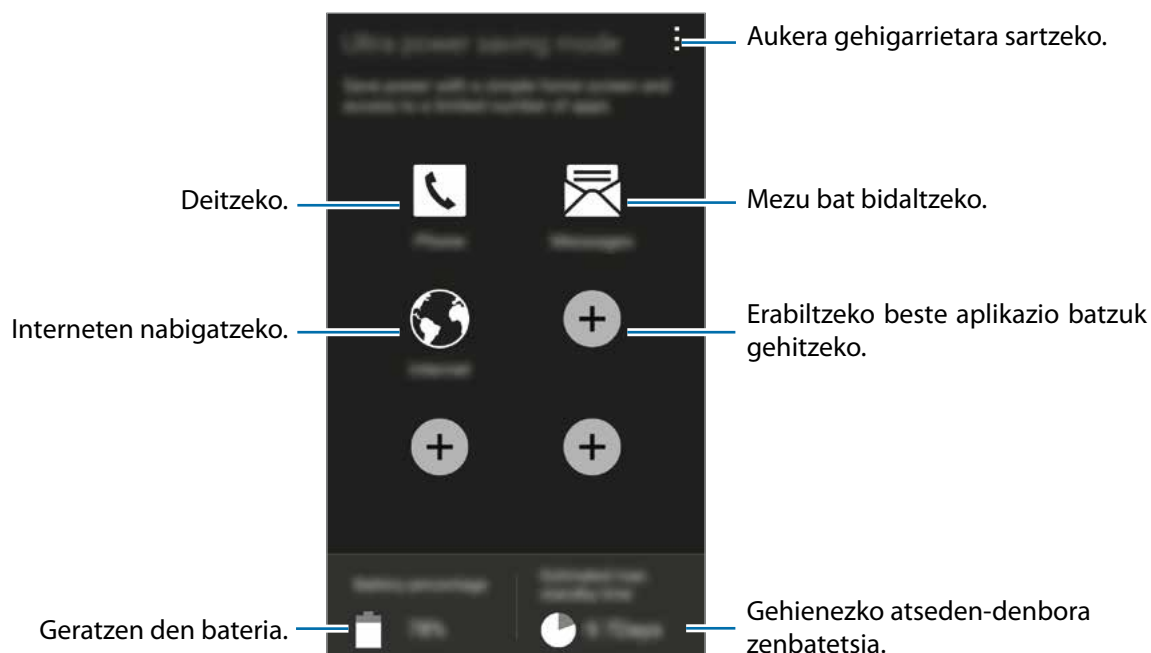 Ultra power saving mode
Aukera gehigarrietara sartzeko.
Save power with a simple home screen and
access to a limited number of apps.
Deitzeko.
Mezu bat bidaltzeko.
Phone
Messages
Interneten nabigatzeko.
Erabiltzeko beste aplikazio batzuk
gehitzeko.
Internet
Battery percentage
Estimated max.
standby time
Geratzen den bateria.
78%
Gehienezko atseden-denbora
zenbatetsia.